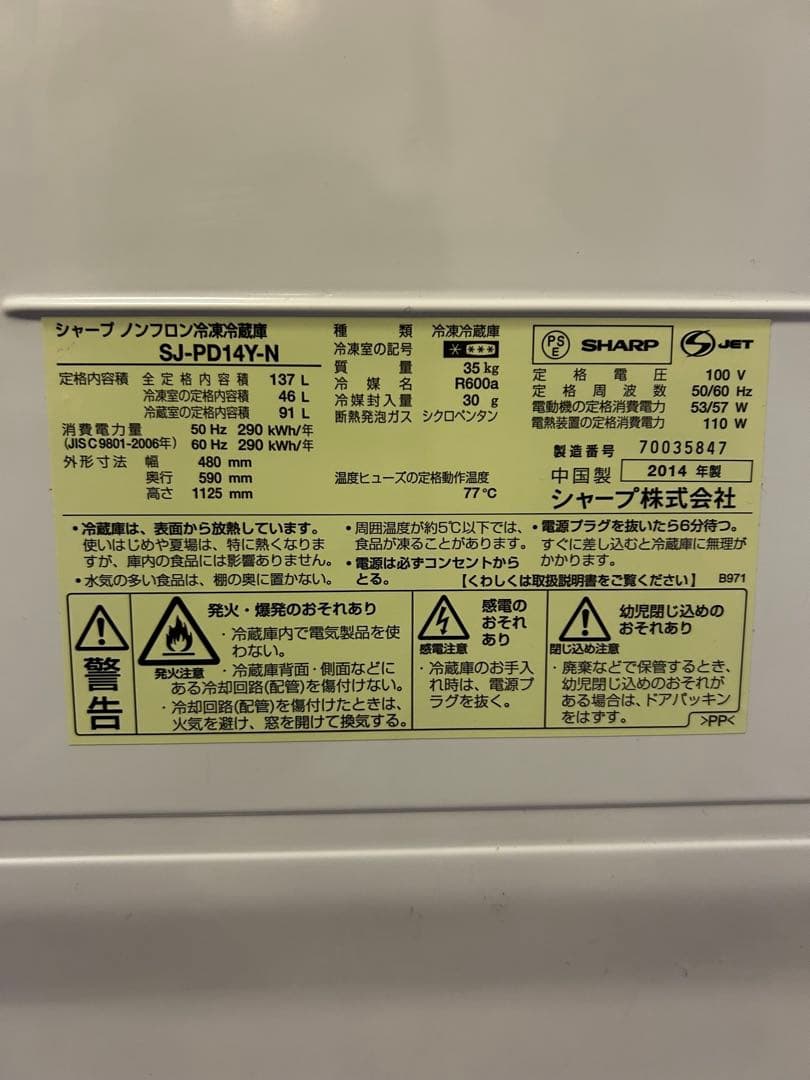 シャープ ノンフロン冷凍冷蔵庫
SJ-PD14Y-N
定格内容積 全定格内容積 137 L
冷凍室の定格内容積 46 L
冷蔵室の定格内容積 91 L
消費電力量 50 Hz 290 kWh/年
(JIS C 9801-2006年) 60 Hz 290 kWh/年
外形寸法 幅 480 mm
奥行 590 mm
高さ 1125 mm
種類 冷凍冷蔵庫
冷凍室の記号 * ***
質量 35 kg
冷媒名 R600a
冷媒封入量 30 g
断熱発泡ガス シクロペンタン
温度ヒューズの定格動作温度
77℃
PS
E
SHARP
S JET
定格電圧 100 V
定格周波数 50/60 Hz
電動機の定格消費電力 53/57 W
電熱装置の定格消費電力 110 W
製造番号 70035847
中国製 2014 年製
シャープ株式会社
・冷蔵庫は、表面から放熱しています。
使いはじめや夏場は、特に熱くなりま
すが、庫内の食品には影響ありません。
・水気の多い食品は、棚の奥に置かない。
・周囲温度が約5℃以下では、
食品が凍ることがあります。
・電源は必ずコンセントから
とる。
・電源プラグを抜いたら6分待つ。
すぐに差し込むと冷蔵庫に無理が
かかります。
【くわしくは取扱説明書をご覧ください】 B971
警告
発火・爆発のおそれあり
発火注意
・冷蔵庫内で電気製品を使
わない。
・冷蔵庫背面・側面などに
ある冷却回路(配管)を傷付けない。
・冷却回路(配管)を傷付けたときは、
火気を避け、窓を開けて換気する。
感電の
おそれ
あり
感電注意
・冷蔵庫のお手入
れ時は、電源プ
ラグを抜く。
幼児閉じ込めの
おそれあり
閉じ込め注意
・廃棄などで保管するとき、
幼児閉じ込めのおそれが
ある場合は、ドアパッキン
をはずす。
>PP<